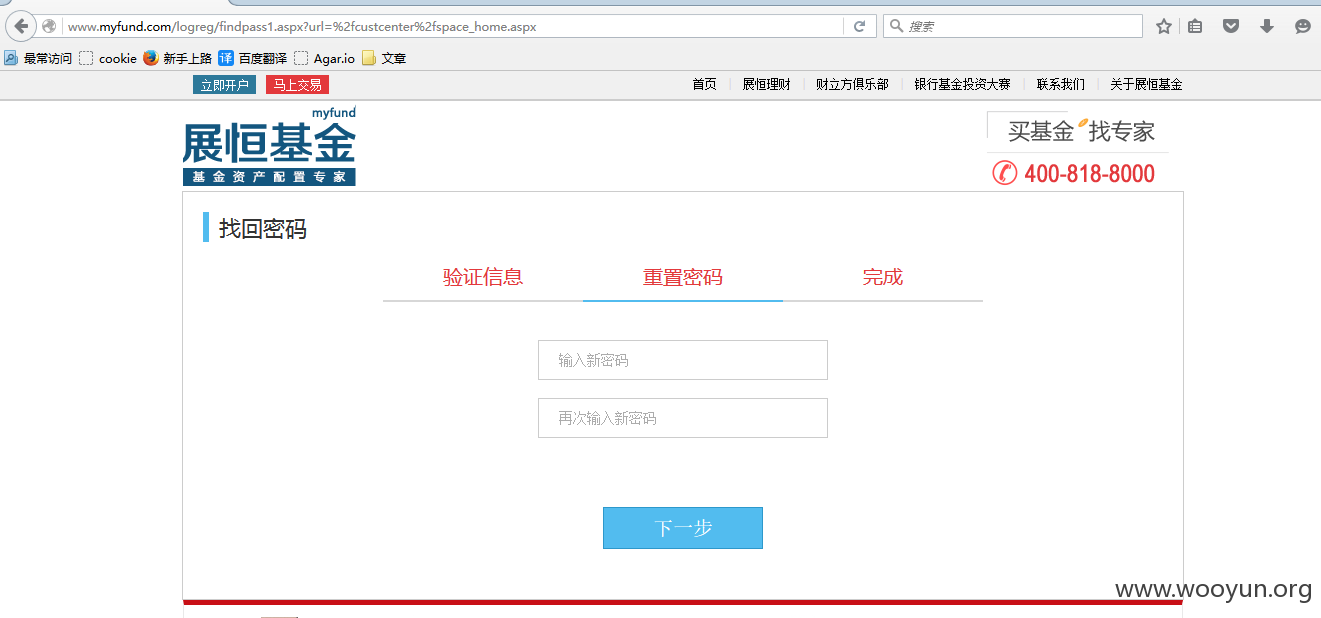 www.myfund.com/logreg/findpass1.aspx?url=%2fcustcenter%2fspace_home.aspx
搜索
最常访问 cookie 新手上路 译 百度翻译 Agar.io 文章
立即开户 马上交易 首页 展恒理财 财立方俱乐部 银行基金投资大赛 联系我们 关于展恒基金
myfund
展恒基金
基金资产配置专家
买基金 找专家
400-818-8000
找回密码
验证信息 重置密码 完成
输入新密码
再次输入新密码
下一步
www.wooyun.org